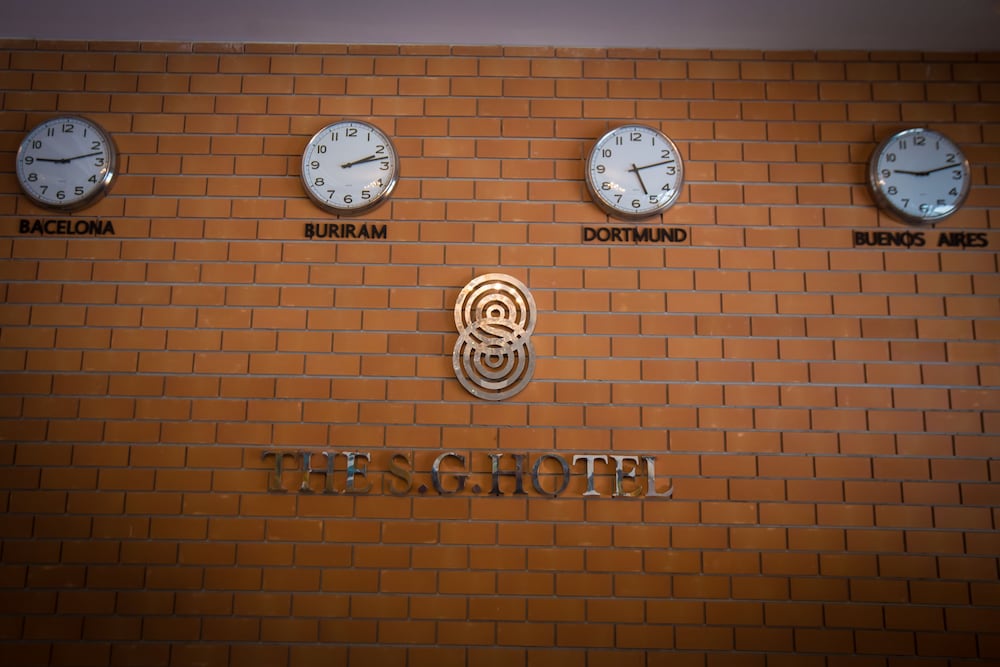 BACELONA
BURIRAM
DORTMUND
BUENOS AIRES
THE S.G.HOTEL